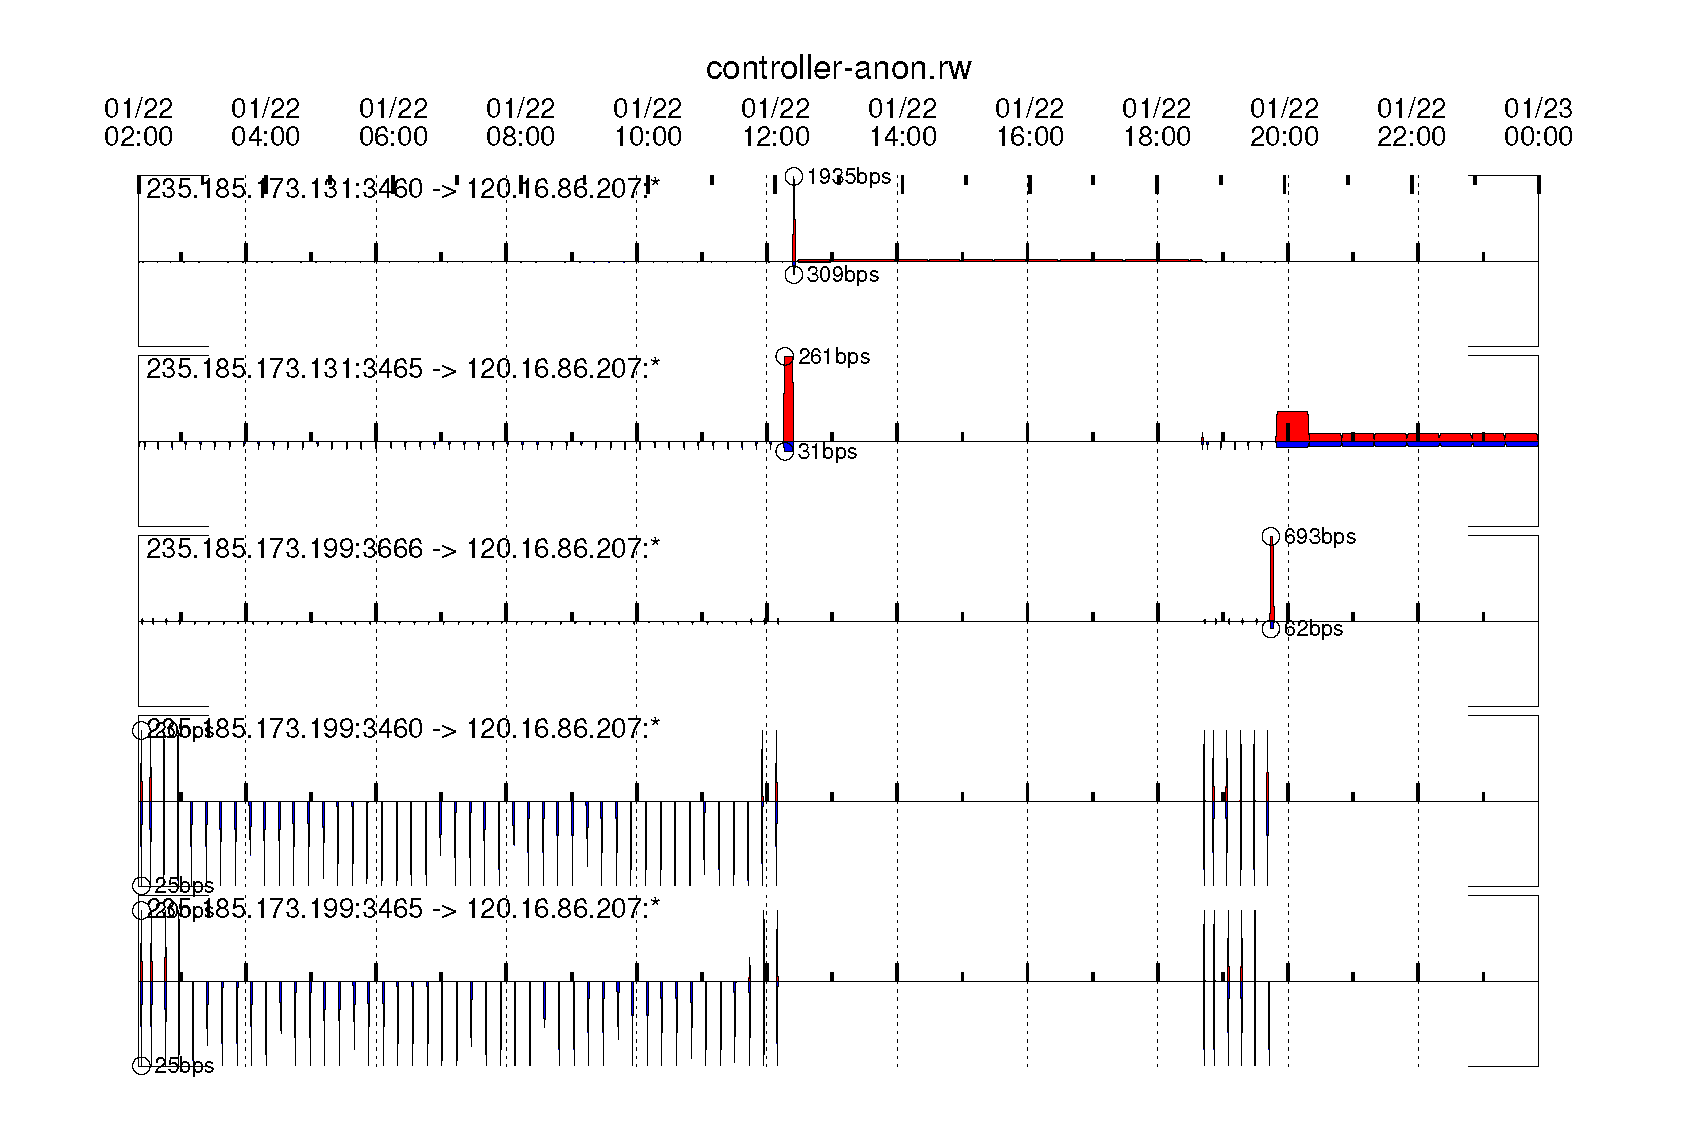 controller-anon.rw
01/22 01/22 01/22 01/22 01/22 01/22 01/22 01/22 01/22 01/22 01/22 01/23
02:00 04:00 06:00 08:00 10:00 12:00 14:00 16:00 18:00 20:00 22:00 00:00
235.185.173.131:3460 -> 120.16.86.207:*
1935bps
309bps
235.185.173.131:3465 -> 120.16.86.207:*
261bps
31bps
235.185.173.199:3666 -> 120.16.86.207:*
693bps
62bps
235.185.173.199:3460 -> 120.16.86.207:*
25bps
235.185.173.199:3465 -> 120.16.86.207:*
25bps